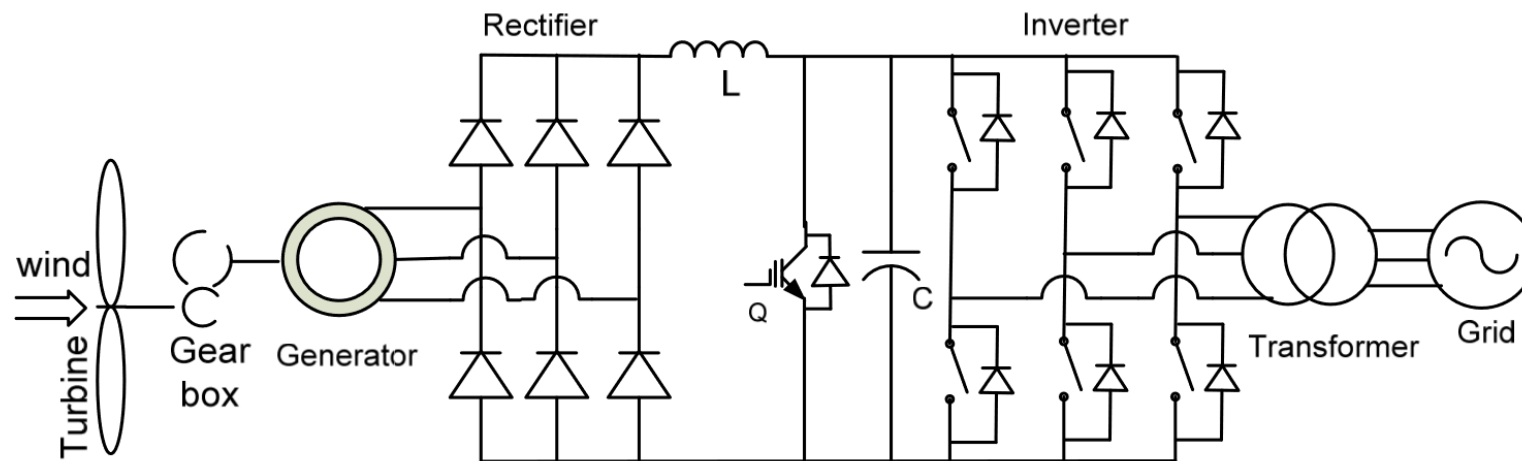 Rectifier
Inverter
L
wind
Q
C
Turbine
Gear
box
Generator
Transformer
Grid